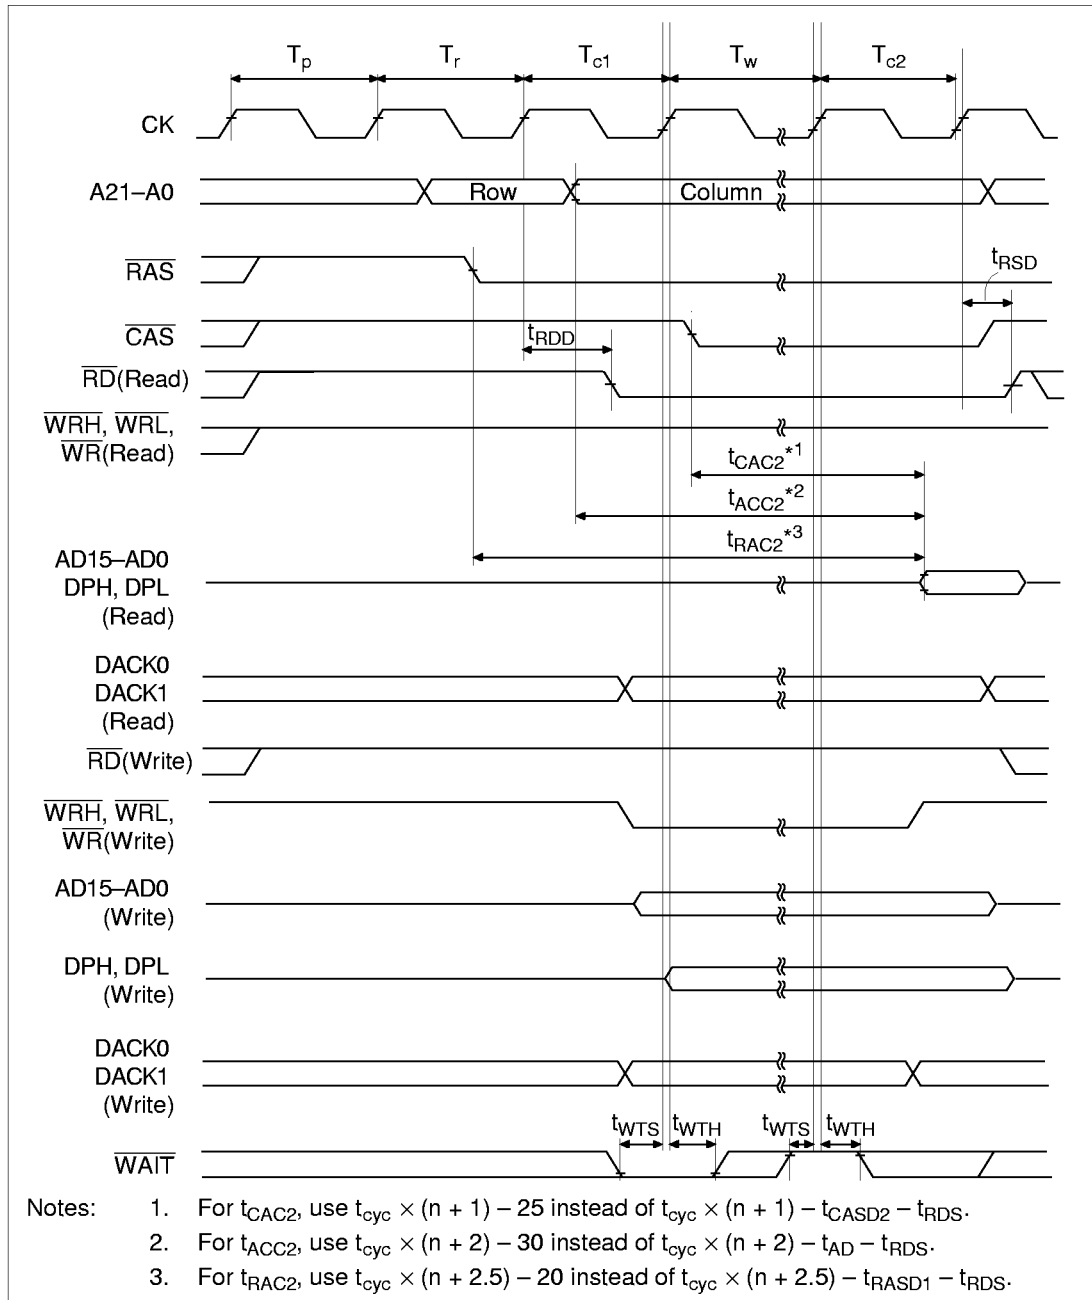 Tp Tr Tc1 Tw Tc2
CK
A21–A0 Row Column
RAS
tRSD
CAS
tRDD
RD(Read)
WRH, WRL,
WR(Read)
tCAC2*1
tACC2*2
tRAC2*3
AD15–AD0
DPH, DPL
(Read)
DACK0
DACK1
(Read)
RD(Write)
WRH, WRL,
WR(Write)
AD15–AD0
(Write)
DPH, DPL
(Write)
DACK0
DACK1
(Write)
tWTS tWTH tWTS tWTH
WAIT
Notes: 1. For tCAC2, use tcyc × (n + 1) – 25 instead of tcyc × (n + 1) – tCASD2 – tRDS.
2. For tACC2, use tcyc × (n + 2) – 30 instead of tcyc × (n + 2) – tAD – tRDS.
3. For tRAC2, use tcyc × (n + 2.5) – 20 instead of tcyc × (n + 2.5) – tRASD1 – tRDS.